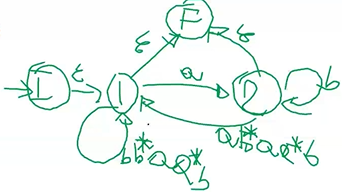 F
ε ε
I ε 1 a 2 b
bb*aa*b
ab*aa*b